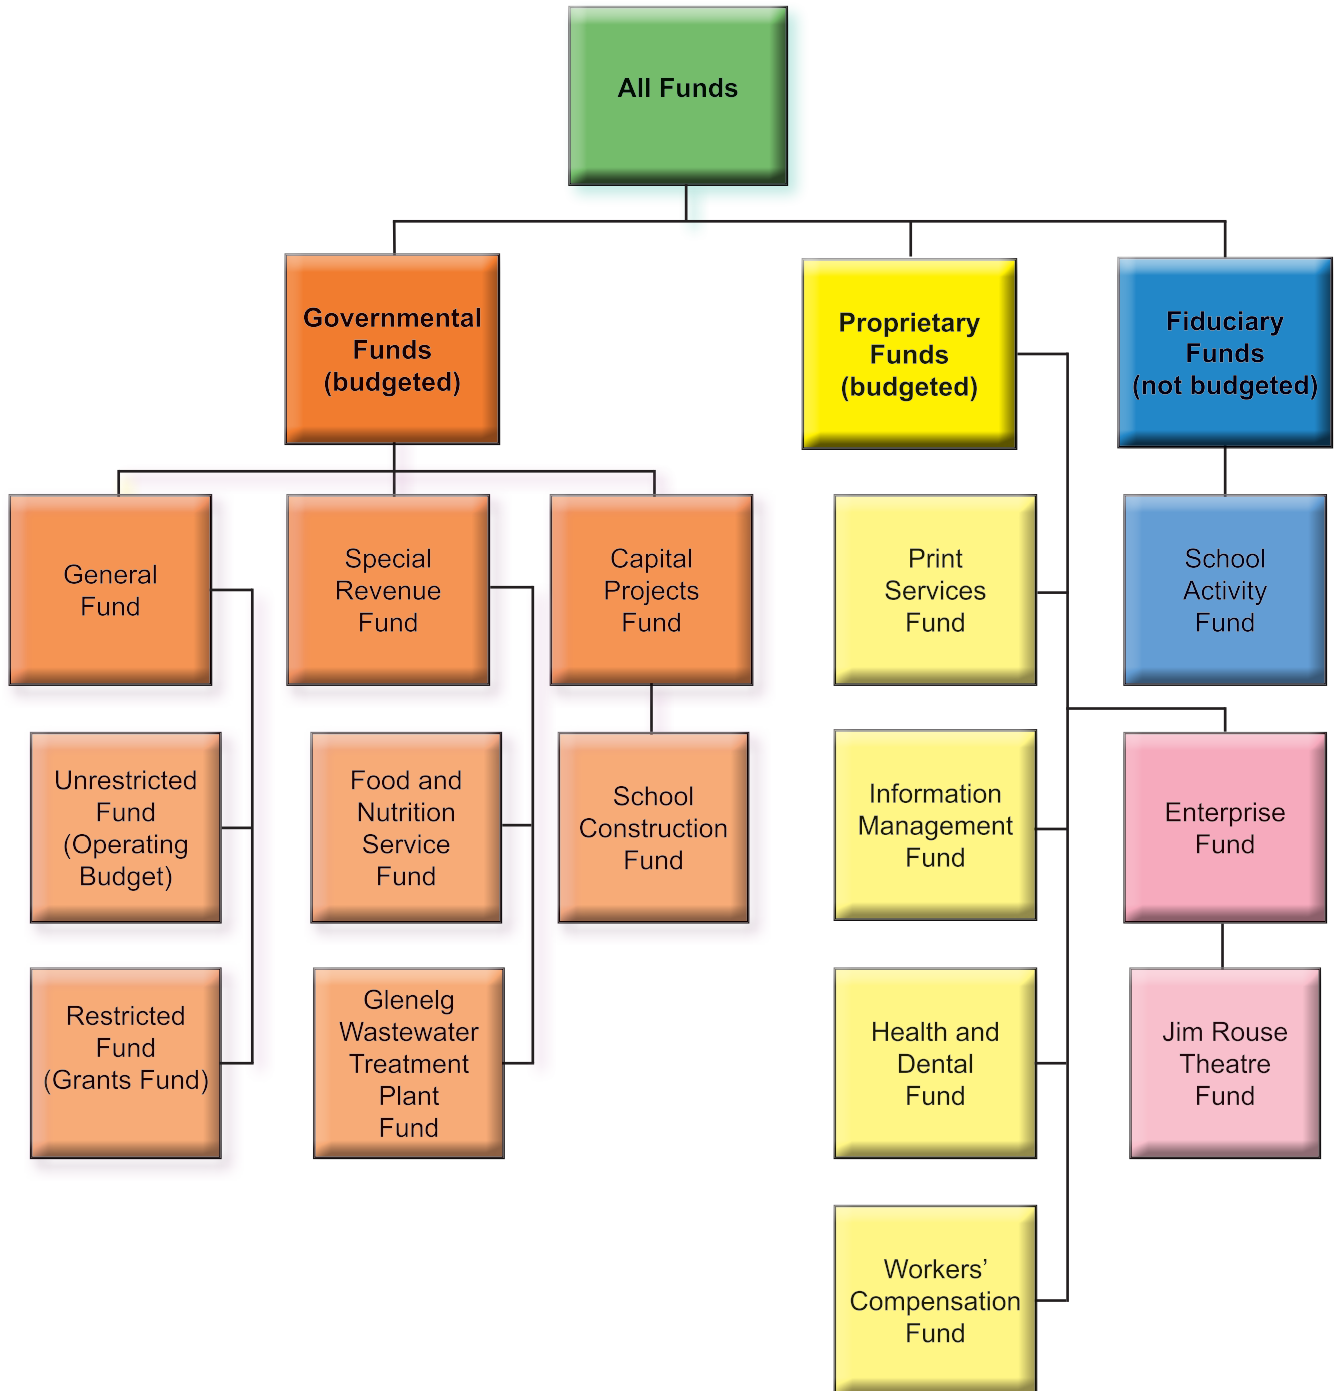 All Funds
Governmental
Funds
(budgeted)
Proprietary
Funds
(budgeted)
Fiduciary
Funds
(not budgeted)
General
Fund
Special
Revenue
Fund
Capital
Projects
Fund
Print
Services
Fund
School
Activity
Fund
Unrestricted
Fund
(Operating
Budget)
Food and
Nutrition
Service
Fund
School
Construction
Fund
Information
Management
Fund
Enterprise
Fund
Restricted
Fund
(Grants Fund)
Glenelg
Wastewater
Treatment
Plant
Fund
Health and
Dental
Fund
Jim Rouse
Theatre
Fund
Workers’
Compensation
Fund